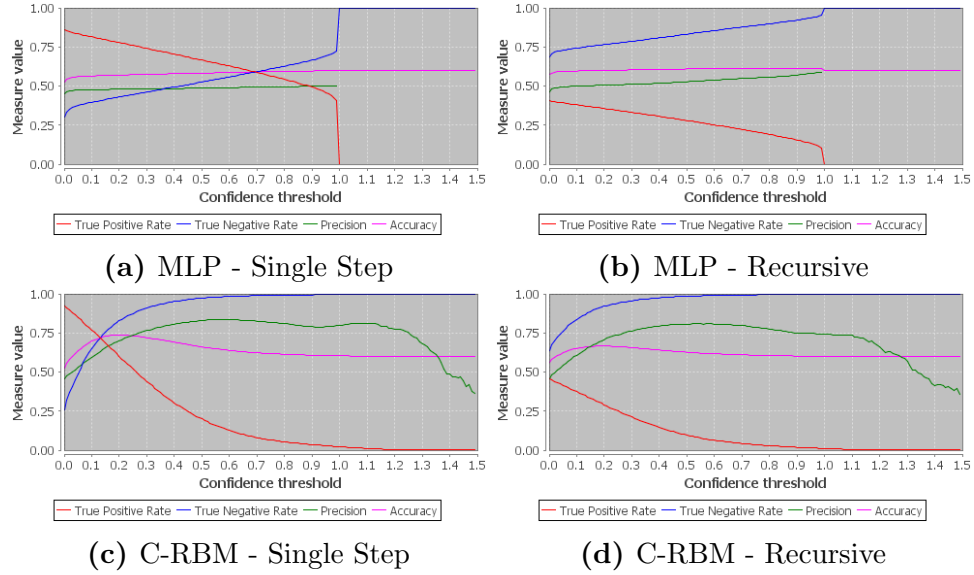 Measure value
1.00
0.75
0.50
0.25
0.00
0.0 0.1 0.2 0.3 0.4 0.5 0.6 0.7 0.8 0.9 1.0 1.1 1.2 1.3 1.4 1.5
Confidence threshold
True Positive Rate True Negative Rate Precision Accuracy
(a) MLP - Single Step
Measure value
1.00
0.75
0.50
0.25
0.00
0.0 0.1 0.2 0.3 0.4 0.5 0.6 0.7 0.8 0.9 1.0 1.1 1.2 1.3 1.4 1.5
Confidence threshold
True Positive Rate True Negative Rate Precision Accuracy
(b) MLP - Recursive
Measure value
1.00
0.75
0.50
0.25
0.00
0.0 0.1 0.2 0.3 0.4 0.5 0.6 0.7 0.8 0.9 1.0 1.1 1.2 1.3 1.4 1.5
Confidence threshold
True Positive Rate True Negative Rate Precision Accuracy
(c) C-RBM - Single Step
Measure value
1.00
0.75
0.50
0.25
0.00
0.0 0.1 0.2 0.3 0.4 0.5 0.6 0.7 0.8 0.9 1.0 1.1 1.2 1.3 1.4 1.5
Confidence threshold
True Positive Rate True Negative Rate Precision Accuracy
(d) C-RBM - Recursive